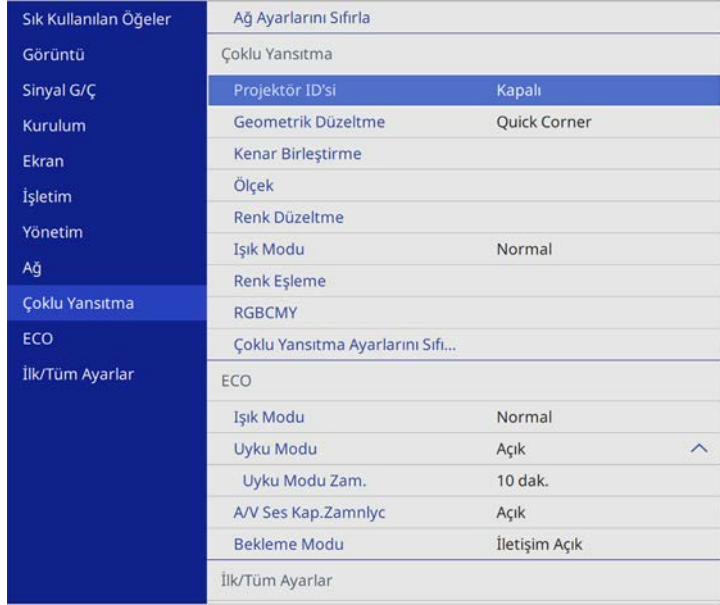 Sık Kullanılan Öğeler
Görüntü
Sinyal G/Ç
Kurulum
Ekran
İşletim
Yönetim
Ağ
Çoklu Yansıtma
ECO
İlk/Tüm Ayarlar
Ağ Ayarlarını Sıfırla
Çoklu Yansıtma
Projektör ID'si Kapalı
Geometrik Düzeltme Quick Corner
Kenar Birleştirme
Ölçek
Renk Düzeltme
Işık Modu Normal
Renk Eşleme
RGBCMY
Çoklu Yansıtma Ayarlarını Sıfı...
ECO
Işık Modu Normal
Uyku Modu Açık
Uyku Modu Zam. 10 dak.
A/V Ses Kap.Zamnlyc Açık
Bekleme Modu İletişim Açık
İlk/Tüm Ayarlar